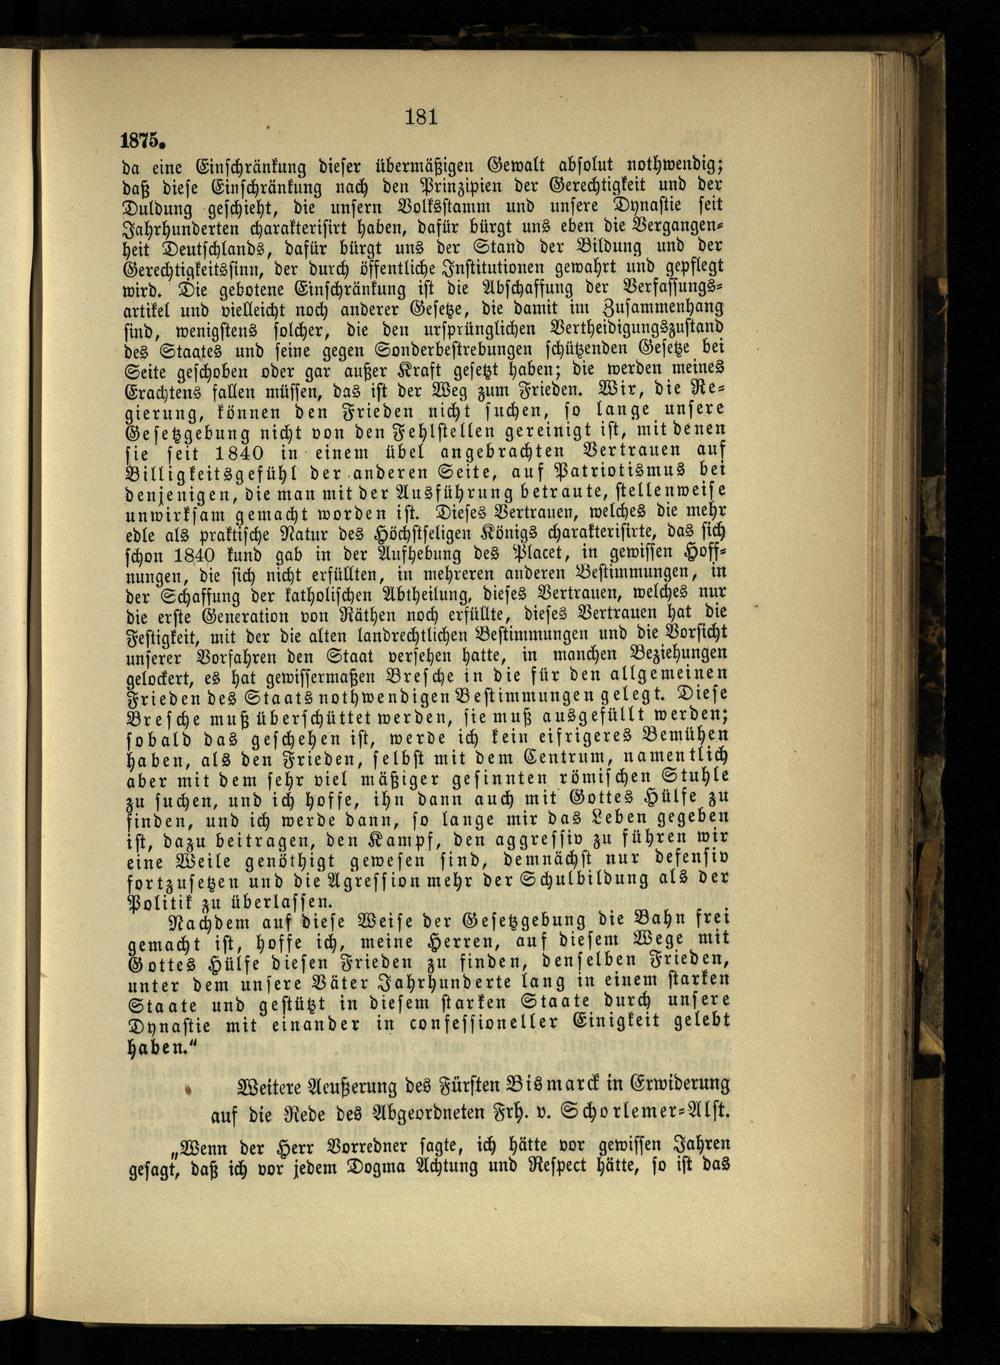 181
1875.
da eine Einschränkung dieser übermäßigen Gewalt absolut nothwendig;
daß diese Einschränkung nach den Prinzipien der Gerechtigkeit und der
Duldung geschieht, die unsern Volksstamm und unsere Dynastie seit
Jahrhunderten charakterisirt haben, dafür bürgt uns eben die Vergangen-
heit Deutschlands, dafür bürgt uns der Stand der Bildung und der
Gerechtigkeitssinn, der durch öffentliche Institutionen gewahrt und gepflegt
wird. Die gebotene Einschränkung ist die Abschaffung der Verfassungs-
artikel und vielleicht noch anderer Gesetze, die damit im Zusammenhang
sind, wenigstens solcher, die den ursprünglichen Vertheidigungszustand
des Staates und seine gegen Sonderbestrebungen schützenden Gesetze bei
Seite geschoben oder gar außer Kraft gesetzt haben; die werden meines
Erachtens fallen müssen, das ist der Weg zum Frieden. Wir, die Re-
gierung, können den Frieden nicht suchen, so lange unsere
Gesetzgebung nicht von den Fehlstellen gereinigt ist, mit denen
sie seit 1840 in einem übel angebrachten Vertrauen auf
Billigkeitsgefühl der anderen Seite, auf Patriotismus bei
denjenigen, die man mit der Ausführung betraute, stellenweise
unwirksam gemacht worden ist. Dieses Vertrauen, welches die mehr
edle als praktische Natur des Höchstseligen Königs charakterisirte, das sich
schon 1840 kund gab in der Aufhebung des Placet, in gewissen Hoff-
nungen, die sich nicht erfüllten, in mehreren anderen Bestimmungen, in
der Schaffung der katholischen Abtheilung, dieses Vertrauen, welches nur
die erste Generation von Räthen noch erfüllte, dieses Vertrauen hat die
Festigkeit, mit der die alten landrechtlichen Bestimmungen und die Vorsicht
unserer Vorfahren den Staat versehen hatte, in manchen Beziehungen
gelockert, es hat gewissermaßen Bresche in die für den allgemeinen
Frieden des Staats nothwendigen Bestimmungen gelegt. Diese
Bresche muß überschüttet werden, sie muß ausgefüllt werden;
sobald das geschehen ist, werde ich kein eifrigeres Bemühen
haben, als den Frieden, selbst mit dem Centrum, namentlich
aber mit dem sehr viel mäßiger gesinnten römischen Stuhle
zu suchen, und ich hoffe, ihn dann auch mit Gottes Hülfe zu
finden, und ich werde dann, so lange mir das Leben gegeben
ist, dazu beitragen, den Kampf, den aggressiv zu führen wir
eine Weile genöthigt gewesen sind, demnächst nur defensiv
fortzusetzen und die Agression mehr der Schulbildung als der
Politik zu überlassen.
Nachdem auf diese Weise der Gesetzgebung die Bahn frei
gemacht ist, hoffe ich, meine Herren, auf diesem Wege mit
Gottes Hülfe diesen Frieden zu finden, denselben Frieden,
unter dem unsere Väter Jahrhunderte lang in einem starken
Staate und gestützt in diesem starken Staate durch unsere
Dynastie mit einander in confessioneller Einigkeit gelebt
haben.“
Weitere Aeußerung des Fürsten Bismarck in Erwiderung
auf die Rede des Abgeordneten Frh. v. Schorlemer-Alst.
„Wenn der Herr Vorredner sagte, ich hätte vor gewissen Jahren
gesagt, daß ich vor jedem Dogma Achtung und Respect hätte, so ist das